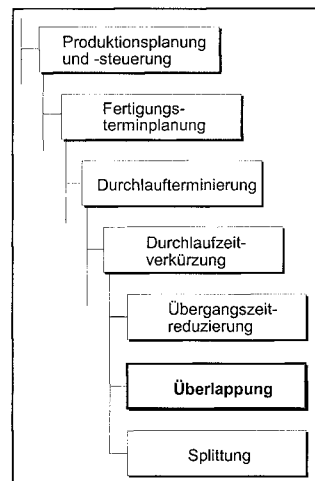 Produktionsplanung
und -steuerung
Fertigungs-
terminplanung
Durchlaufterminierung
Durchlaufzeit-
verkürzung
Übergangszeit-
reduzierung
Überlappung
Splittung